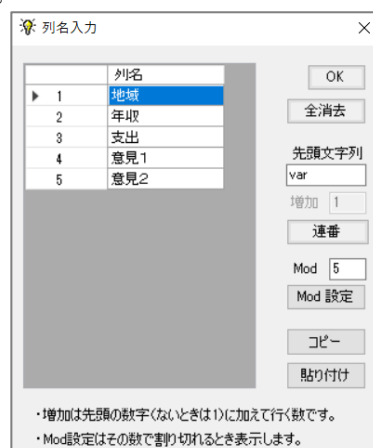 列名入力
列名
1 地域
2 年収
3 支出
4 意見1
5 意見2
OK
全消去
先頭文字列
var
増加 1
連番
Mod 5
Mod 設定
コピー
貼り付け
・増加は先頭の数字(ないときは1)に加えて行く数です。
・Mod設定はその数で割り切れるとき表示します。